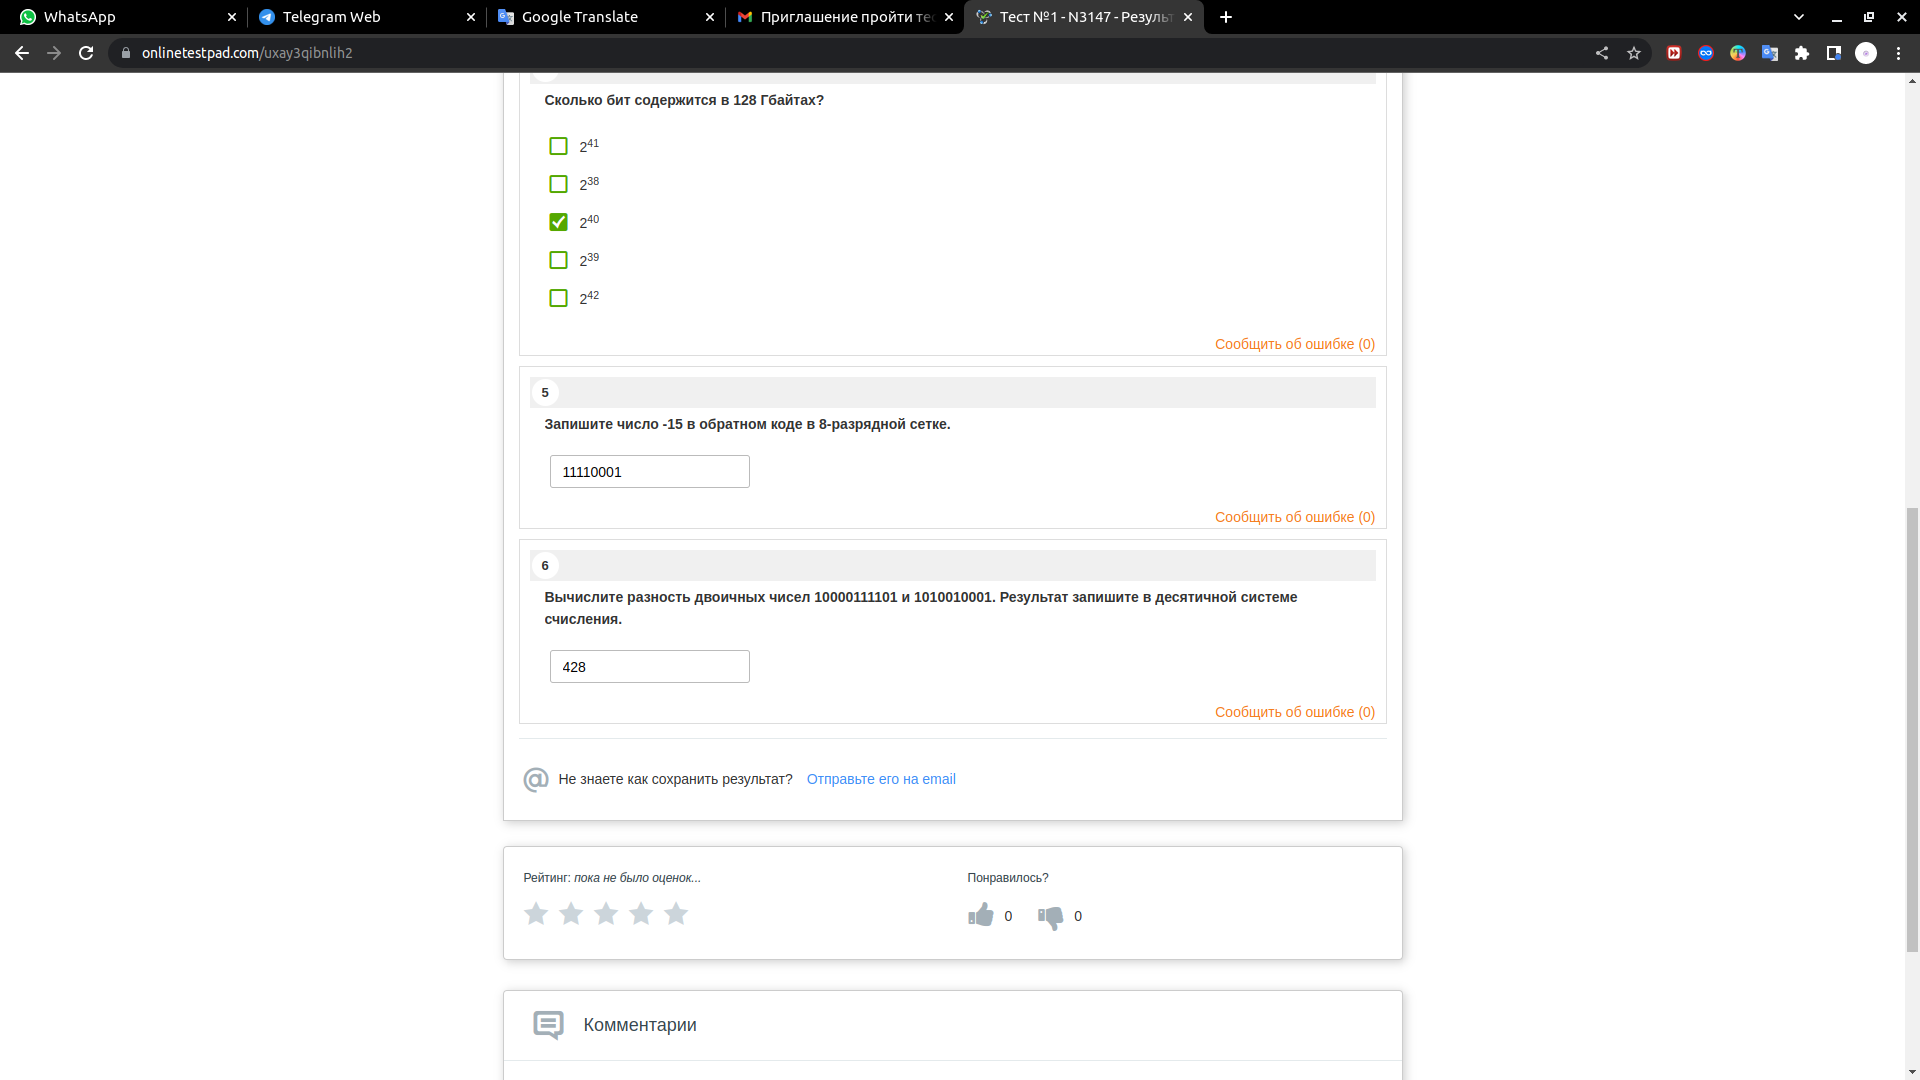 WhatsApp
Telegram Web
Google Translate
Приглашение пройти те
Тест №1 - N3147 - Резуль
onlinetestpad.com/uxay3qibnlih2
Сколько бит содержится в 128 Гбайтах?
2^41
2^38
2^40
2^39
2^42
Сообщить об ошибке (0)
5
Запишите число -15 в обратном коде в 8-разрядной сетке.
11110001
Сообщить об ошибке (0)
6
Вычислите разность двоичных чисел 10000111101 и 1010010001. Результат запишите в десятичной системе
счисления.
428
Сообщить об ошибке (0)
@ Не знаете как сохранить результат? Отправьте его на email
Рейтинг: пока не было оценок...
Понравилось?
0 0
Комментарии